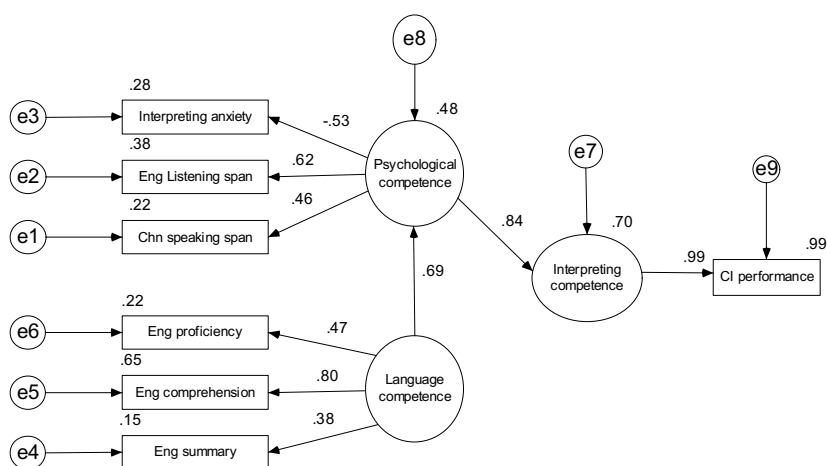 e8
.28
.48
e3
Interpreting anxiety
-.53
.38
e7
Psychological
competence
e9
e2
Eng Listening span
.62
.22
.46
.84
.70
.99
e1
Chn speaking span
Interpreting
competence
.99
CI performance
.69
.22
e6
Eng proficiency
.47
.65
e5
Eng comprehension
.80
Language
competence
.15
.38
e4
Eng summary